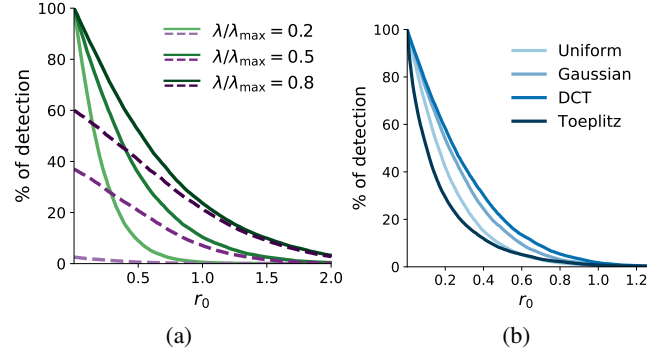 100
80
60
40
20
0
% of detection
0.5 1.0 1.5 2.0
r₀
λ/λmax = 0.2
λ/λmax = 0.5
λ/λmax = 0.8
(a)
100
80
60
40
20
0
% of detection
0.2 0.4 0.6 0.8 1.0 1.2
r₀
Uniform
Gaussian
DCT
Toeplitz
(b)